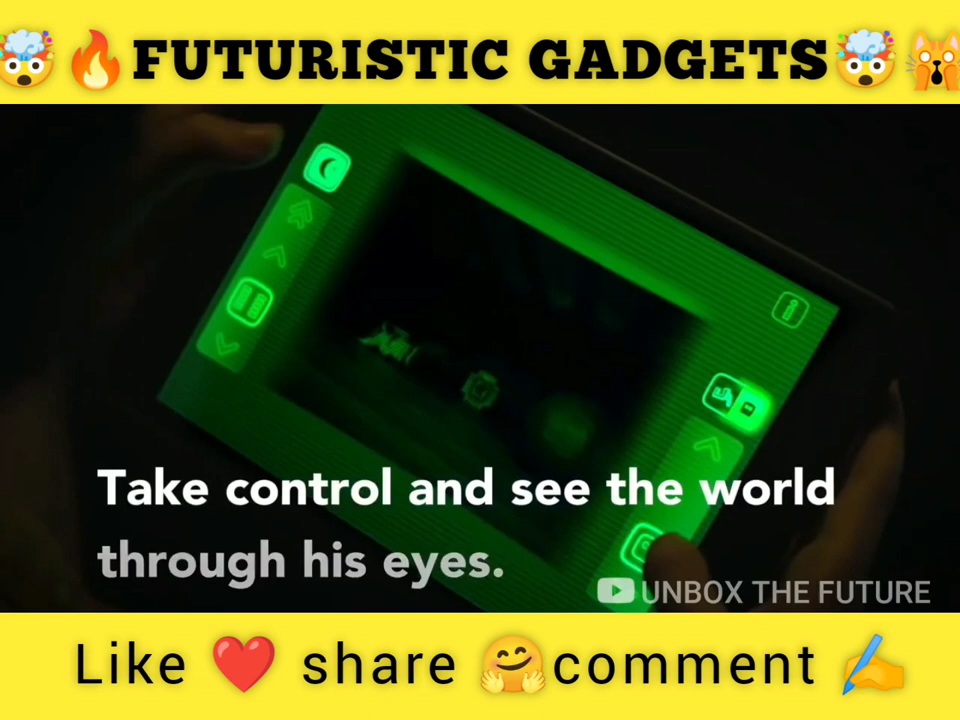 🤯🔥FUTURISTIC GADGETS🤯🙀
Take control and see the world
through his eyes.
UNBOX THE FUTURE
Like ❤️ share 🤗comment ✍️